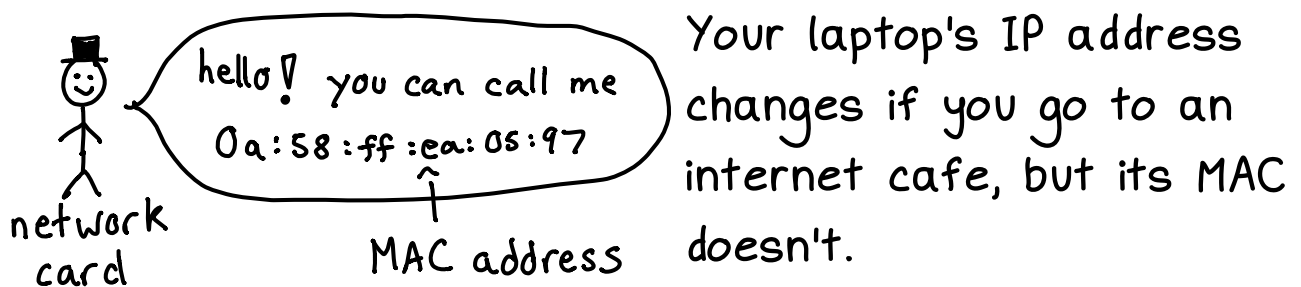 hello! you can call me
0a:58:ff:ea:05:97
network
card
MAC address
Your laptop's IP address
changes if you go to an
internet cafe, but its MAC
doesn't.